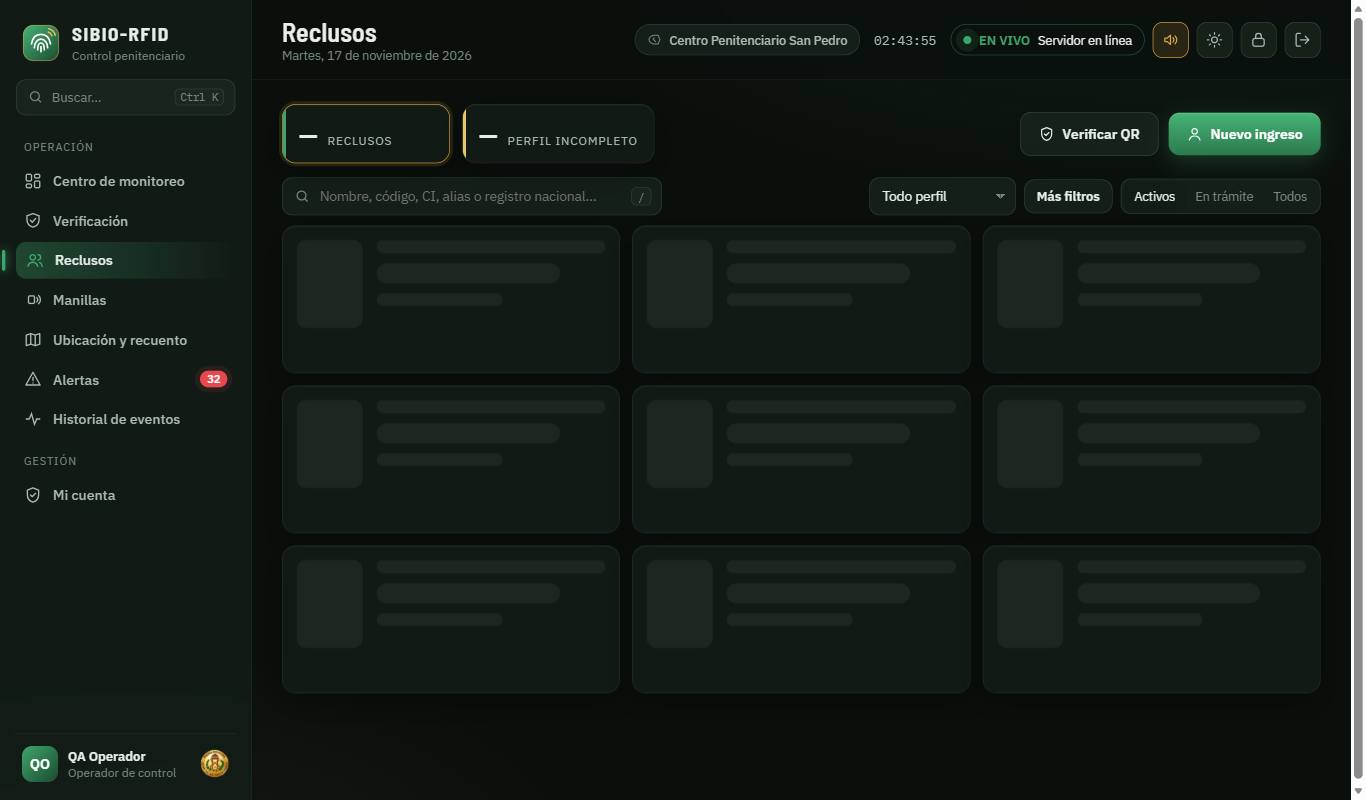 SIBIO-RFID
Control penitenciario
Buscar...
Ctrl K
OPERACIÓN
Centro de monitoreo
Verificación
Reclusos
Manillas
Ubicación y recuento
Alertas
32
Historial de eventos
GESTIÓN
Mi cuenta
QO
QA Operador
Operador de control
Reclusos
Martes, 17 de noviembre de 2026
Centro Penitenciario San Pedro
02:43:55
EN VIVO Servidor en línea
— RECLUSOS
— PERFIL INCOMPLETO
Verificar QR
Nuevo ingreso
Nombre, código, CI, alias o registro nacional...
/
Todo perfil
Más filtros
Activos
En trámite
Todos